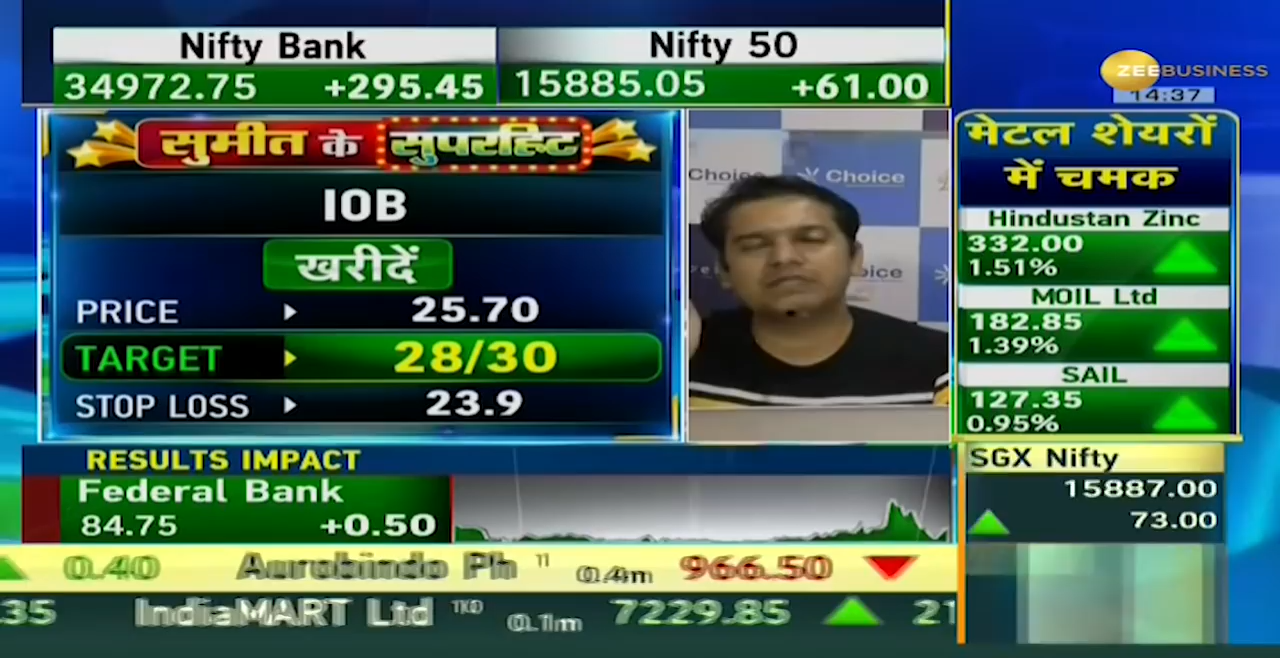 Nifty Bank
34972.75 +295.45
Nifty 50
15885.05 +61.00
ZEEBUSINESS
14:37
सुमीत के सुपरहिट
IOB
खरीदें
PRICE 25.70
TARGET 28/30
STOP LOSS 23.9
Choice
Choice
oice
मेटल शेयरों
में चमक
Hindustan Zinc
332.00
1.51%
MOIL Ltd
182.85
1.39%
SAIL
127.35
0.95%
RESULTS IMPACT
Federal Bank
84.75 +0.50
SGX Nifty
15887.00
73.00
0.40 Aurobindo Ph 11 0.4m 966.50
.35 IndiaMART Ltd 0.1m 7229.85 21